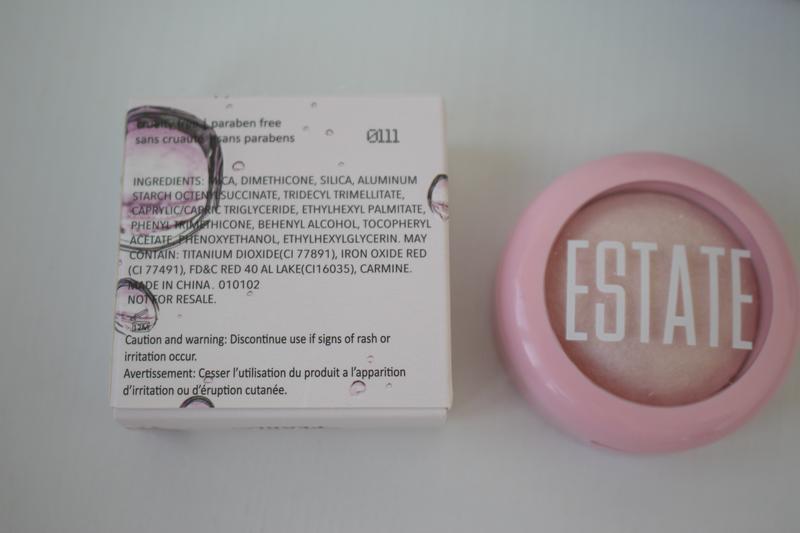 cruelty free | paraben free
sans cruauté | sans parabens
0111
INGREDIENTS: MICA, DIMETHICONE, SILICA, ALUMINUM
STARCH OCTENYLSUCCINATE, TRIDECYL TRIMELLITATE,
CAPRYLIC/CAPRIC TRIGLYCERIDE, ETHYLHEXYL PALMITATE,
PHENYL TRIMETHICONE, BEHENYL ALCOHOL, TOCOPHERYL
ACETATE, PHENOXYETHANOL, ETHYLHEXYLGLYCERIN. MAY
CONTAIN: TITANIUM DIOXIDE(CI 77891), IRON OXIDE RED
(CI 77491), FD&C RED 40 AL LAKE(CI16035), CARMINE.
MADE IN CHINA. 010102
NOT FOR RESALE.
12M
Caution and warning: Discontinue use if signs of rash or
irritation occur.
Avertissement: Cesser l'utilisation du produit a l'apparition
d'irritation ou d'éruption cutanée.
ESTATE